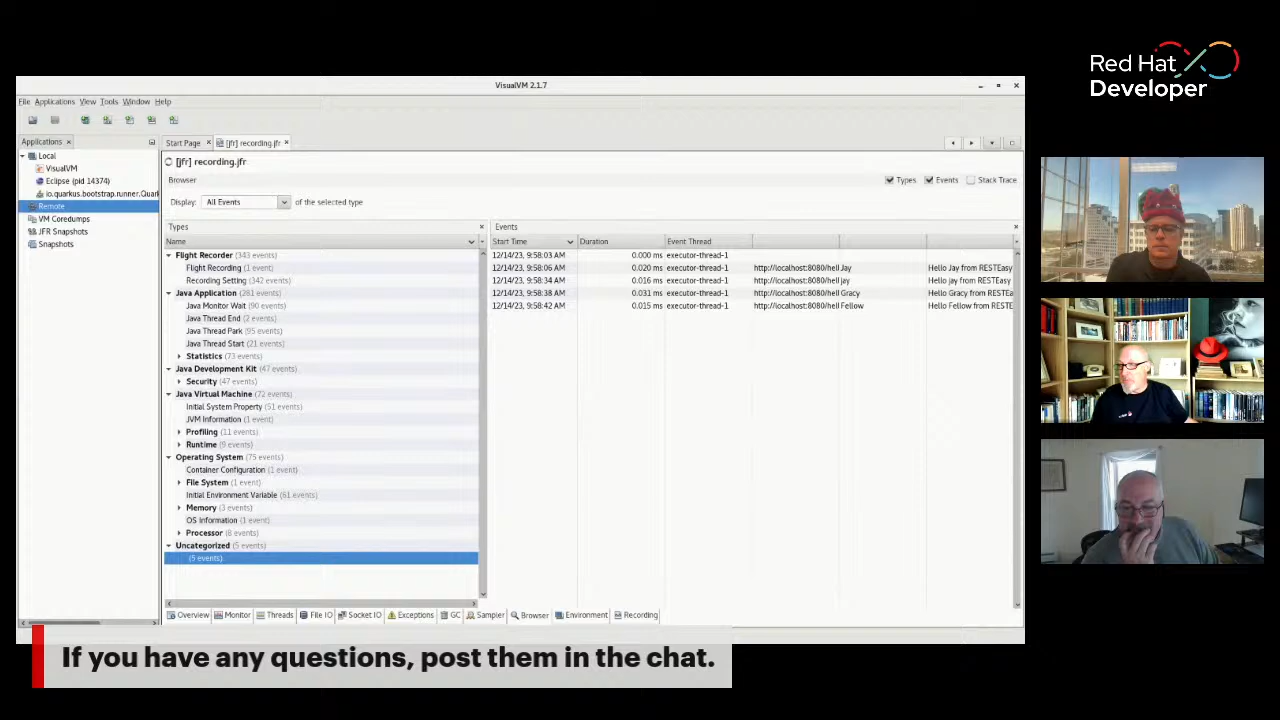 Red Hat
Developer
VisualVM 2.1.7
File Applications View Tools Window Help
Applications
Start Page
[jfr] recording.jfr
Local
VisualVM
Eclipse (pid 14374)
io.quarkus.bootstrap.runner.Quark
Remote
VM Coredumps
JFR Snapshots
Snapshots
[jfr] recording.jfr
Browser
Types Events Stack Trace
Display: All Events of the selected type
Types
Name
Flight Recorder (343 events)
Flight Recording (1 event)
Recording Setting (342 events)
Java Application (281 events)
Java Monitor Wait (90 events)
Java Thread End (2 events)
Java Thread Park (95 events)
Java Thread Start (21 events)
Statistics (73 events)
Java Development Kit (47 events)
Security (47 events)
Java Virtual Machine (72 events)
Initial System Property (51 events)
JVM Information (1 event)
Profiling (11 events)
Runtime (9 events)
Operating System (75 events)
Container Configuration (1 event)
File System (1 event)
Initial Environment Variable (61 events)
Memory (3 events)
OS Information (1 event)
Processor (8 events)
Uncategorized (5 events)
(5 events)
Events
Start Time Duration Event Thread
12/14/23, 9:58:03 AM 0.000 ms executor-thread-1
12/14/23, 9:58:06 AM 0.020 ms executor-thread-1 http://localhost:8080/hell Jay Hello Jay from RESTEasy
12/14/23, 9:58:34 AM 0.016 ms executor-thread-1 http://localhost:8080/hell jay Hello jay from RESTEasy
12/14/23, 9:58:38 AM 0.031 ms executor-thread-1 http://localhost:8080/hell Gracy Hello Gracy from RESTEa
12/14/23, 9:58:42 AM 0.015 ms executor-thread-1 http://localhost:8080/hell Fellow Hello Fellow from RESTE
Overview Monitor Threads File IO Socket IO Exceptions GC Sampler Browser Environment Recording
If you have any questions, post them in the chat.